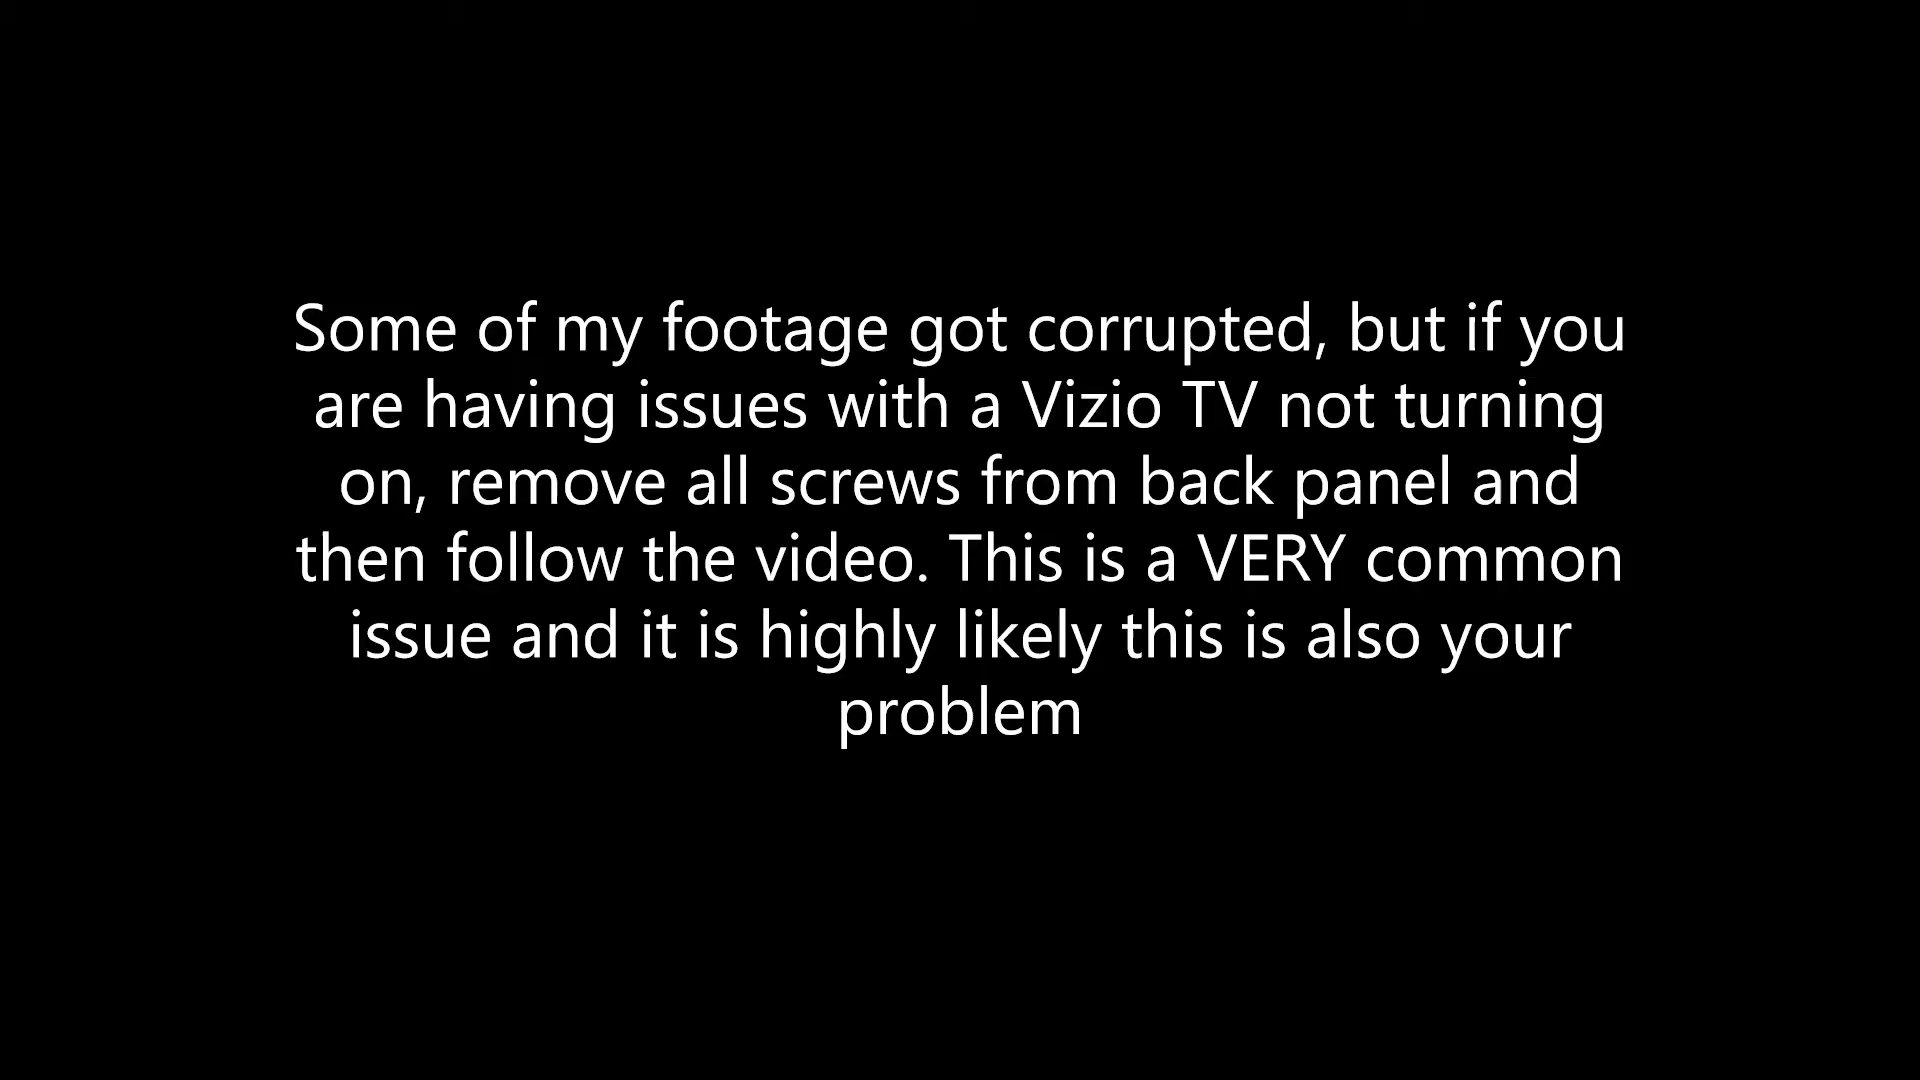 Some of my footage got corrupted, but if you
are having issues with a Vizio TV not turning
on, remove all screws from back panel and
then follow the video. This is a VERY common
issue and it is highly likely this is also your
problem